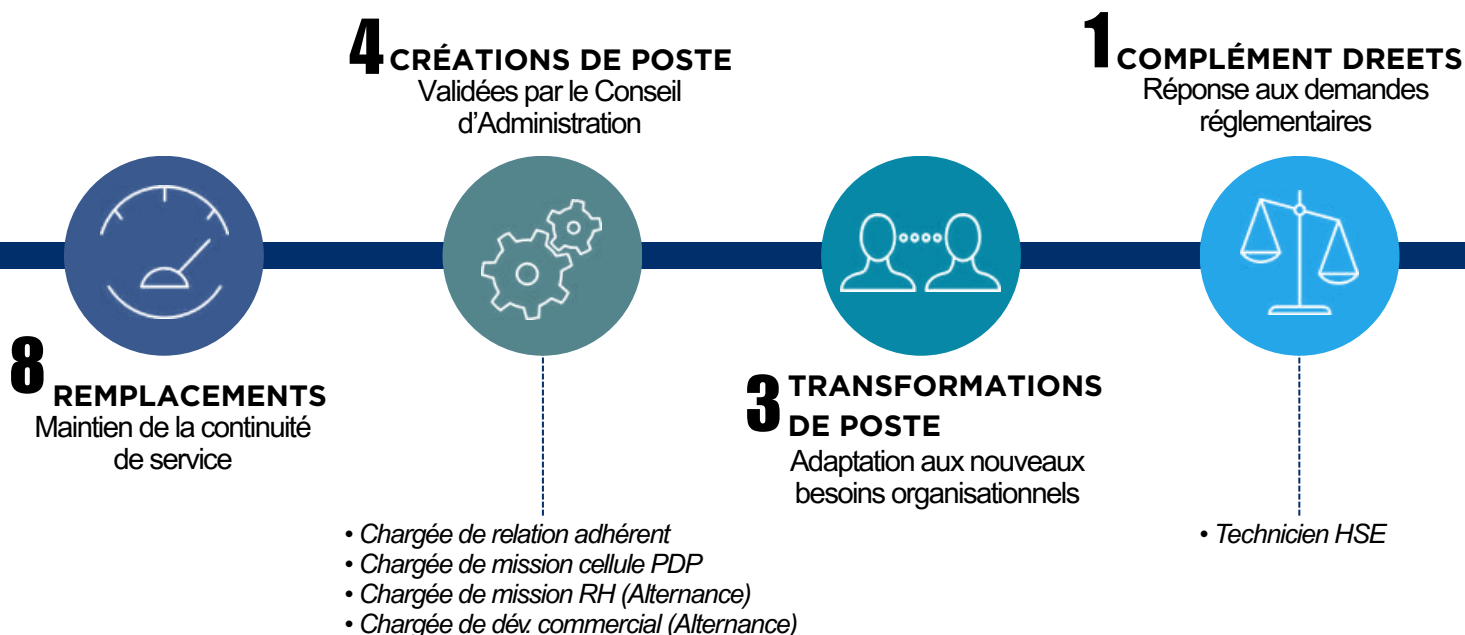 8 REMPLACEMENTS
Maintien de la continuité
de service
4 CRÉATIONS DE POSTE
Validées par le Conseil
d'Administration
• Chargée de relation adhérent
• Chargée de mission cellule PDP
• Chargée de mission RH (Alternance)
• Chargée de dév. commercial (Alternance)
3 TRANSFORMATIONS
DE POSTE
Adaptation aux nouveaux
besoins organisationnels
1 COMPLÉMENT DREETS
Réponse aux demandes
réglementaires
• Technicien HSE